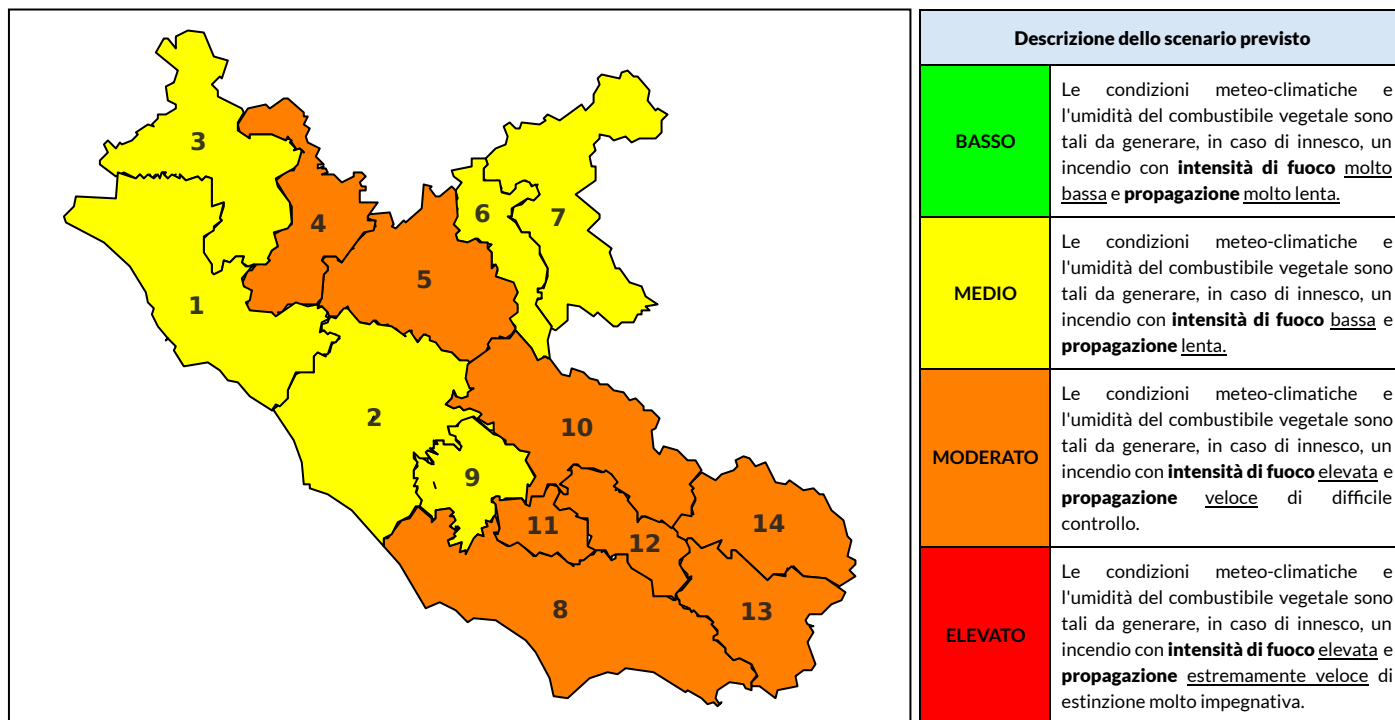 3
4
6
7
5
1
2
10
9
11
12
14
8
13
Descrizione dello scenario previsto
BASSO
Le condizioni meteo-climatiche e
l'umidità del combustibile vegetale sono
tali da generare, in caso di innesco, un
incendio con intensità di fuoco molto
bassa e propagazione molto lenta.
MEDIO
Le condizioni meteo-climatiche e
l'umidità del combustibile vegetale sono
tali da generare, in caso di innesco, un
incendio con intensità di fuoco bassa e
propagazione lenta.
MODERATO
Le condizioni meteo-climatiche e
l'umidità del combustibile vegetale sono
tali da generare, in caso di innesco, un
incendio con intensità di fuoco elevata e
propagazione veloce di difficile
controllo.
ELEVATO
Le condizioni meteo-climatiche e
l'umidità del combustibile vegetale sono
tali da generare, in caso di innesco, un
incendio con intensità di fuoco elevata e
propagazione estremamente veloce di
estinzione molto impegnativa.